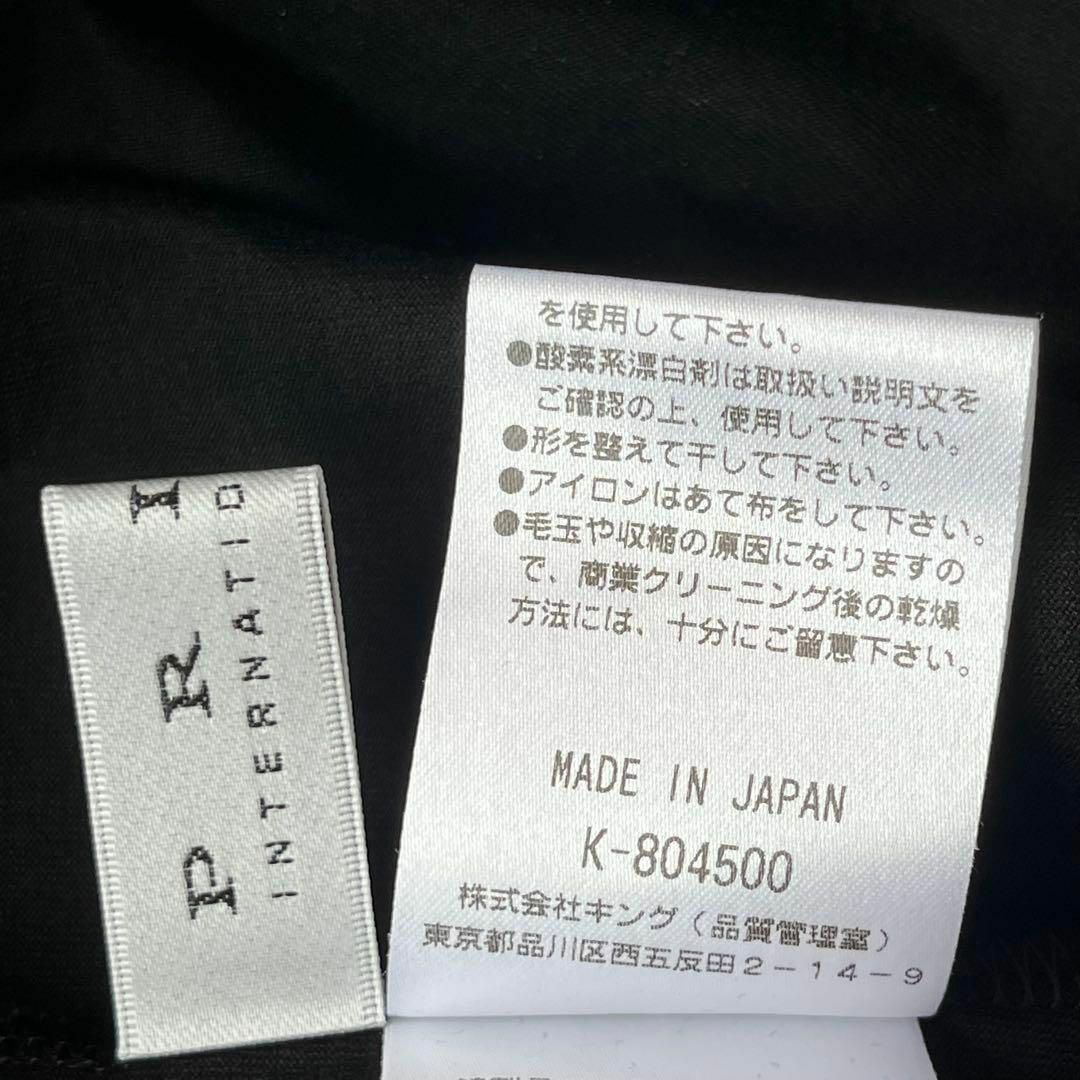 P R I
INTERNATIO
を使用して下さい。
●酸素系漂白剤は取扱い説明文を
ご確認の上、使用して下さい。
●形を整えて干して下さい。
●アイロンはあて布をして下さい。
●毛玉や収縮の原因になりますの
で、商業クリーニング後の乾燥
方法には、十分にご留意下さい。
MADE IN JAPAN
K-804500
株式会社キング(品質管理室)
東京都品川区西五反田2-14-9